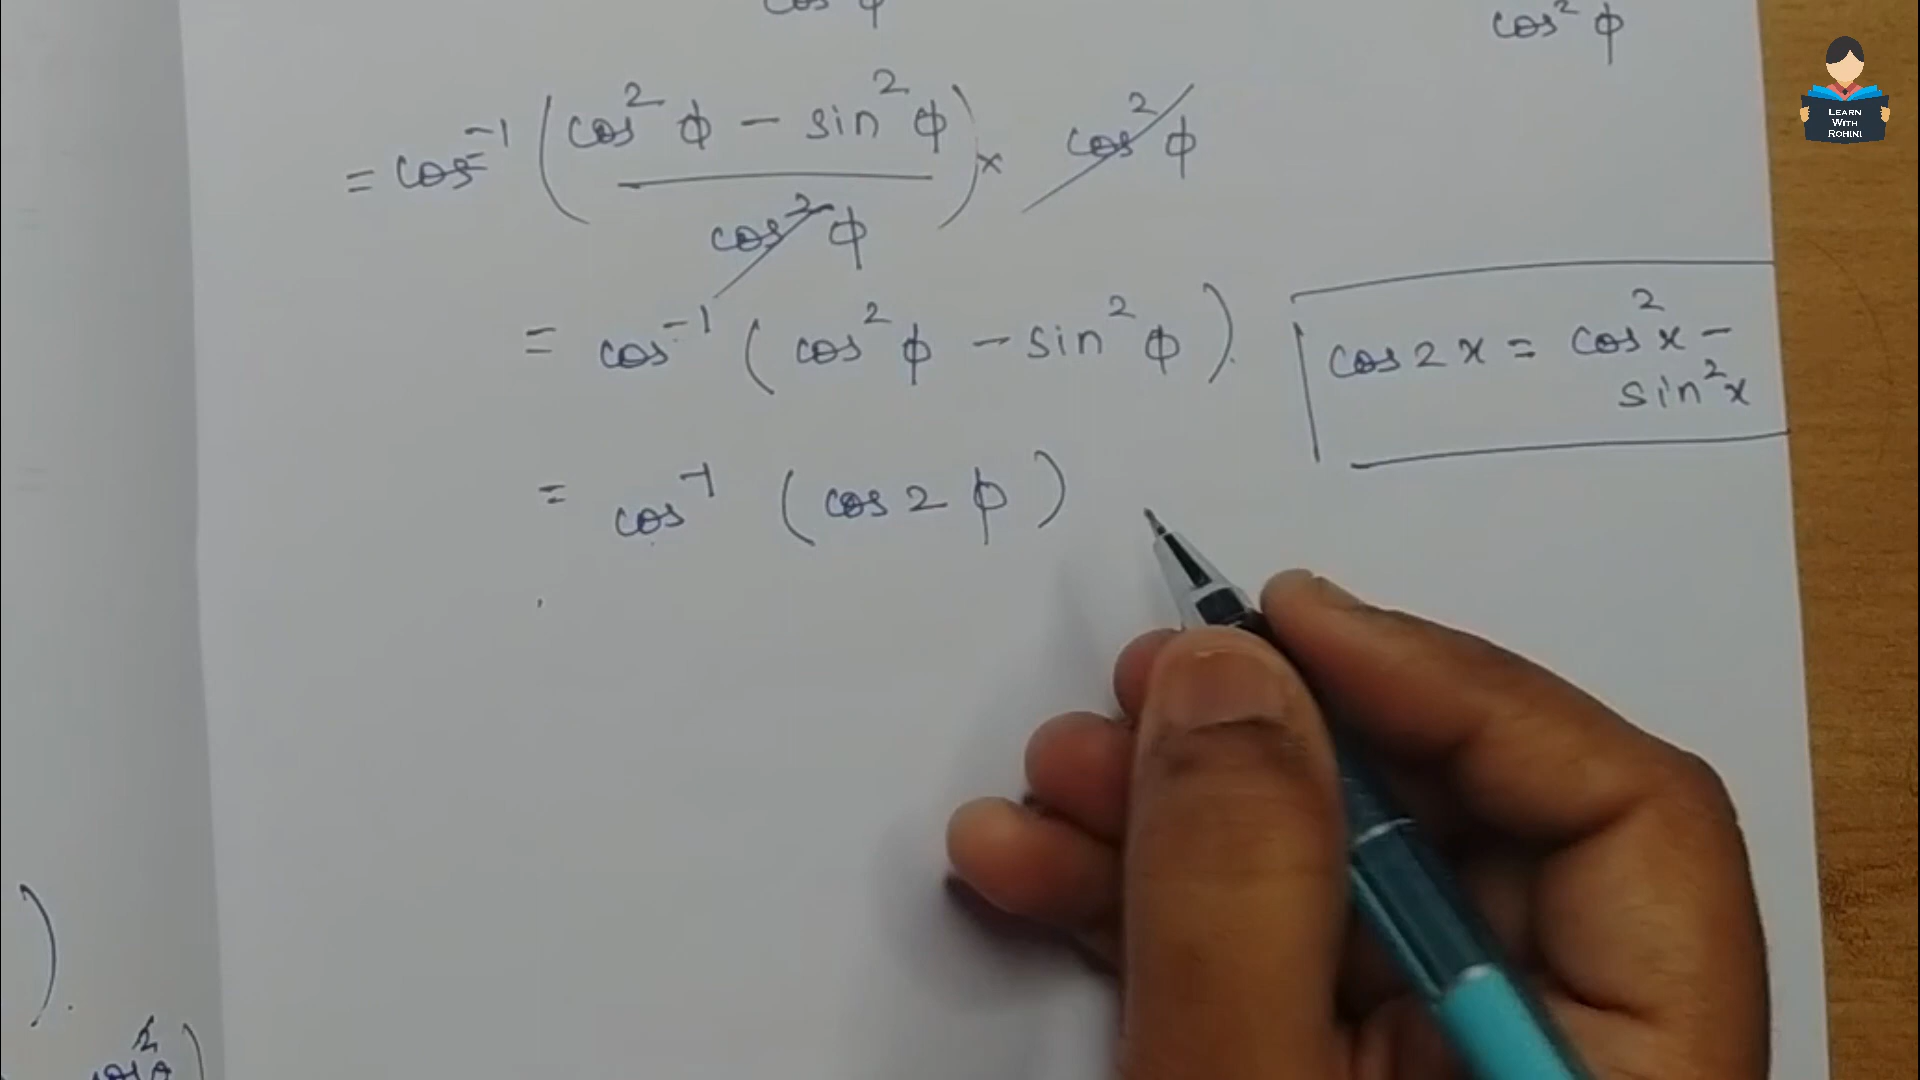 cos φ
cos² φ
= cos⁻¹ (cos² φ - sin² φ / cos² φ) x cos² φ
= cos⁻¹ (cos² φ - sin² φ).
cos 2x = cos² x -
sin² x
= cos⁻¹ (cos 2 φ)
).
LEARN
WITH
ROHINI